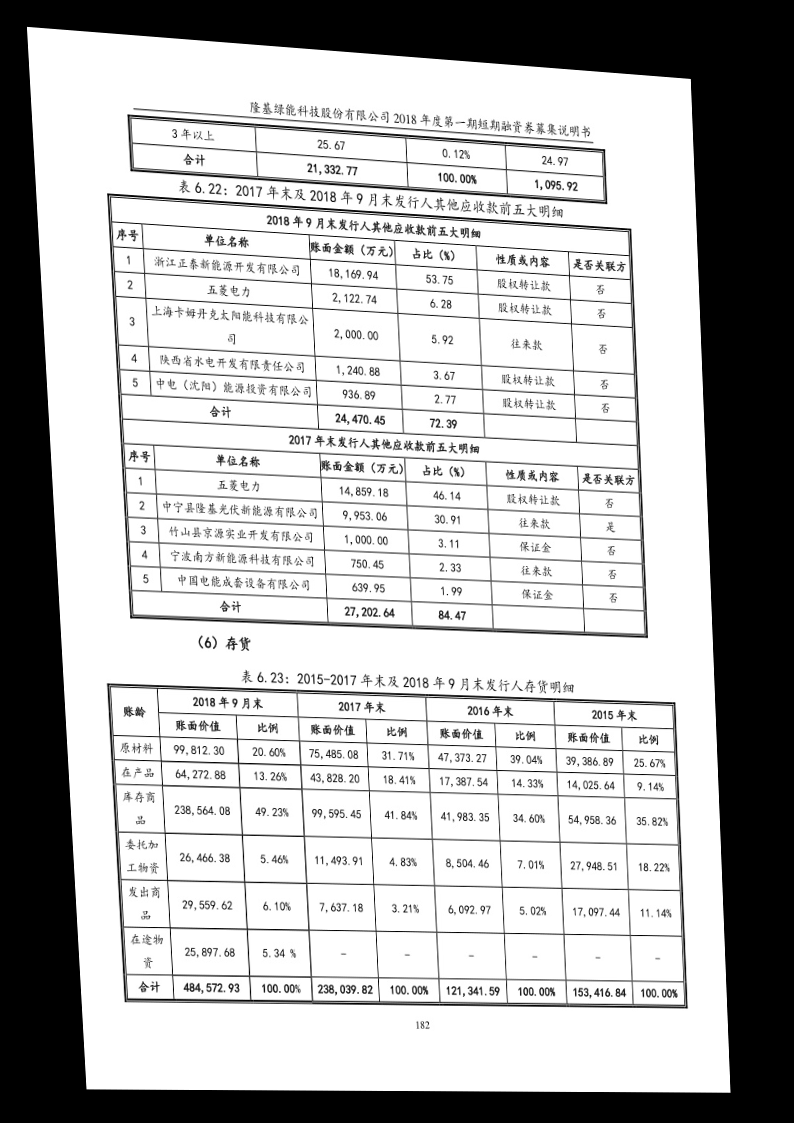 隆基绿能科技股份有限公司 2018 年度第一期短期融资券募集说明书
3 年以上 25.67 0.12% 24.97
合计 21,332.77 100.00% 1,095.92
表 6.22：2017 年末及 2018 年 9 月末发行人其他应收款前五大明细
2018 年 9 月末发行人其他应收款前五大明细
序号 单位名称 账面金额（万元） 占比（%） 性质或内容 是否关联方
1 浙江正泰新能源开发有限公司 18,169.94 53.75 股权转让款 否
2 五菱电力 2,122.74 6.28 股权转让款 否
3 上海卡姆丹克太阳能科技有限公
司 2,000.00 5.92 往来款 否
4 陕西省水电开发有限责任公司 1,240.88 3.67 股权转让款 否
5 中电（沈阳）能源投资有限公司 936.89 2.77 股权转让款 否
合计 24,470.45 72.39
2017 年末发行人其他应收款前五大明细
序号 单位名称 账面金额（万元） 占比（%） 性质或内容 是否关联方
1 五菱电力 14,859.18 46.14 股权转让款 否
2 中宁县隆基光伏新能源有限公司 9,953.06 30.91 往来款 是
3 竹山县京源实业开发有限公司 1,000.00 3.11 保证金 否
4 宁波南方新能源科技有限公司 750.45 2.33 往来款 否
5 中国电能成套设备有限公司 639.95 1.99 保证金 否
合计 27,202.64 84.47
（6）存货
表 6.23：2015-2017 年末及 2018 年 9 月末发行人存货明细
账龄 2018 年 9 月末 2017 年末 2016 年末 2015 年末
账面价值 比例 账面价值 比例 账面价值 比例 账面价值 比例
原材料 99,812.30 20.60% 75,485.08 31.71% 47,373.27 39.04% 39,386.89 25.67%
在产品 64,272.88 13.26% 43,828.20 18.41% 17,387.54 14.33% 14,025.64 9.14%
库存商
品 238,564.08 49.23% 99,595.45 41.84% 41,983.35 34.60% 54,958.36 35.82%
委托加
工物资 26,466.38 5.46% 11,493.91 4.83% 8,504.46 7.01% 27,948.51 18.22%
发出商
品 29,559.62 6.10% 7,637.18 3.21% 6,092.97 5.02% 17,097.44 11.14%
在途物
资 25,897.68 5.34 % － － － － － －
合计 484,572.93 100.00% 238,039.82 100.00% 121,341.59 100.00% 153,416.84 100.00%
182